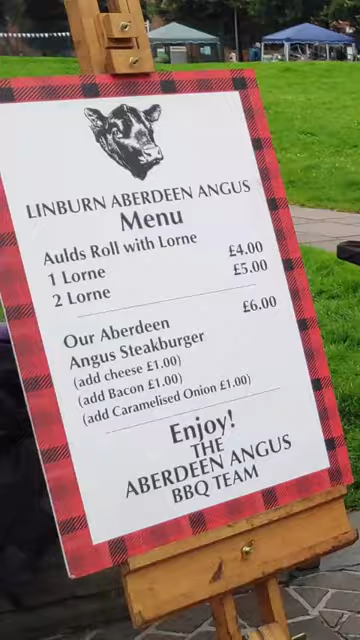 LINBURN ABERDEEN ANGUS
Menu
Aulds Roll with Lorne
1 Lorne £4.00
2 Lorne £5.00
Our Aberdeen £6.00
Angus Steakburger
(add cheese £1.00)
(add Bacon £1.00)
(add Caramelised Onion £1.00)
Enjoy!
THE
ABERDEEN ANGUS
BBQ TEAM